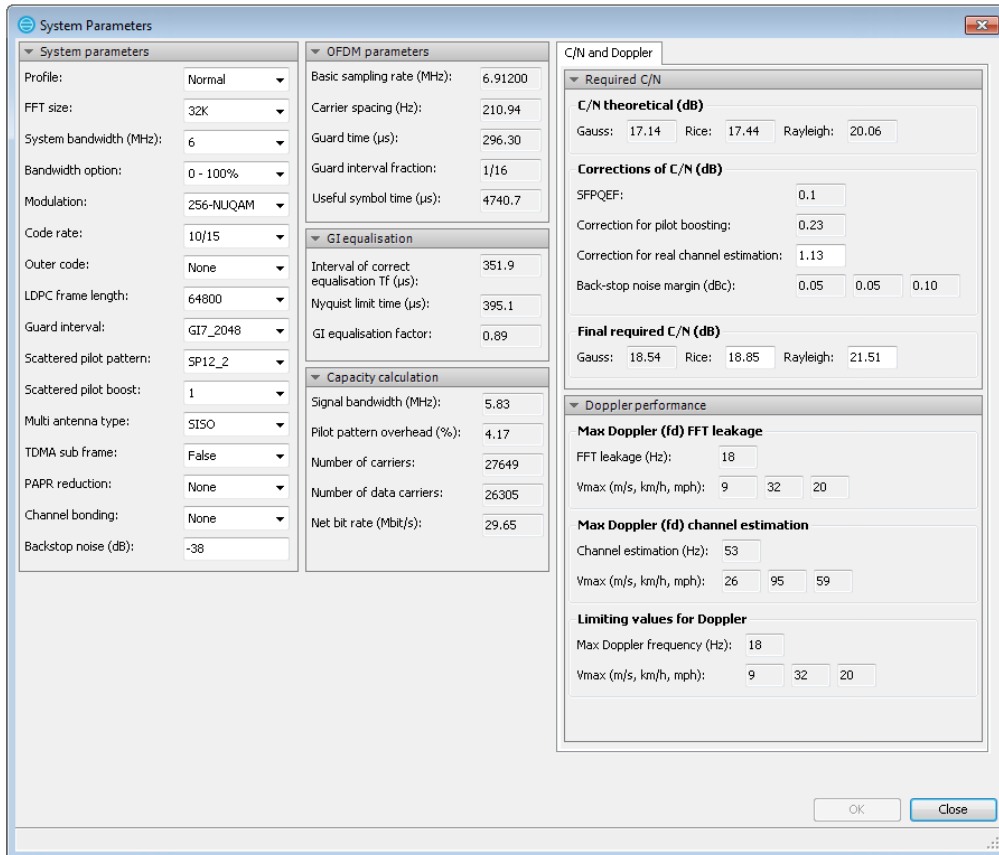 System Parameters
System parameters
Profile: Normal
FFT size: 32K
System bandwidth (MHz): 6
Bandwidth option: 0 - 100%
Modulation: 256-NUQAM
Code rate: 10/15
Outer code: None
LDPC frame length: 64800
Guard interval: GI7_2048
Scattered pilot pattern: SP12_2
Scattered pilot boost: 1
Multi antenna type: SISO
TDMA sub frame: False
PAPR reduction: None
Channel bonding: None
Backstop noise (dB): -38
OFDM parameters
Basic sampling rate (MHz): 6.91200
Carrier spacing (Hz): 210.94
Guard time (µs): 296.30
Guard interval fraction: 1/16
Useful symbol time (µs): 4740.7
GI equalisation
Interval of correct
equalisation Tf (µs): 351.9
Nyquist limit time (µs): 395.1
GI equalisation factor: 0.89
Capacity calculation
Signal bandwidth (MHz): 5.83
Pilot pattern overhead (%): 4.17
Number of carriers: 27649
Number of data carriers: 26305
Net bit rate (Mbit/s): 29.65
C/N and Doppler
Required C/N
C/N theoretical (dB)
Gauss: 17.14 Rice: 17.44 Rayleigh: 20.06
Corrections of C/N (dB)
SFPQEF: 0.1
Correction for pilot boosting: 0.23
Correction for real channel estimation: 1.13
Back-stop noise margin (dBc): 0.05 0.05 0.10
Final required C/N (dB)
Gauss: 18.54 Rice: 18.85 Rayleigh: 21.51
Doppler performance
Max Doppler (fd) FFT leakage
FFT leakage (Hz): 18
Vmax (m/s, km/h, mph): 9 32 20
Max Doppler (fd) channel estimation
Channel estimation (Hz): 53
Vmax (m/s, km/h, mph): 26 95 59
Limiting values for Doppler
Max Doppler frequency (Hz): 18
Vmax (m/s, km/h, mph): 9 32 20
OK Close